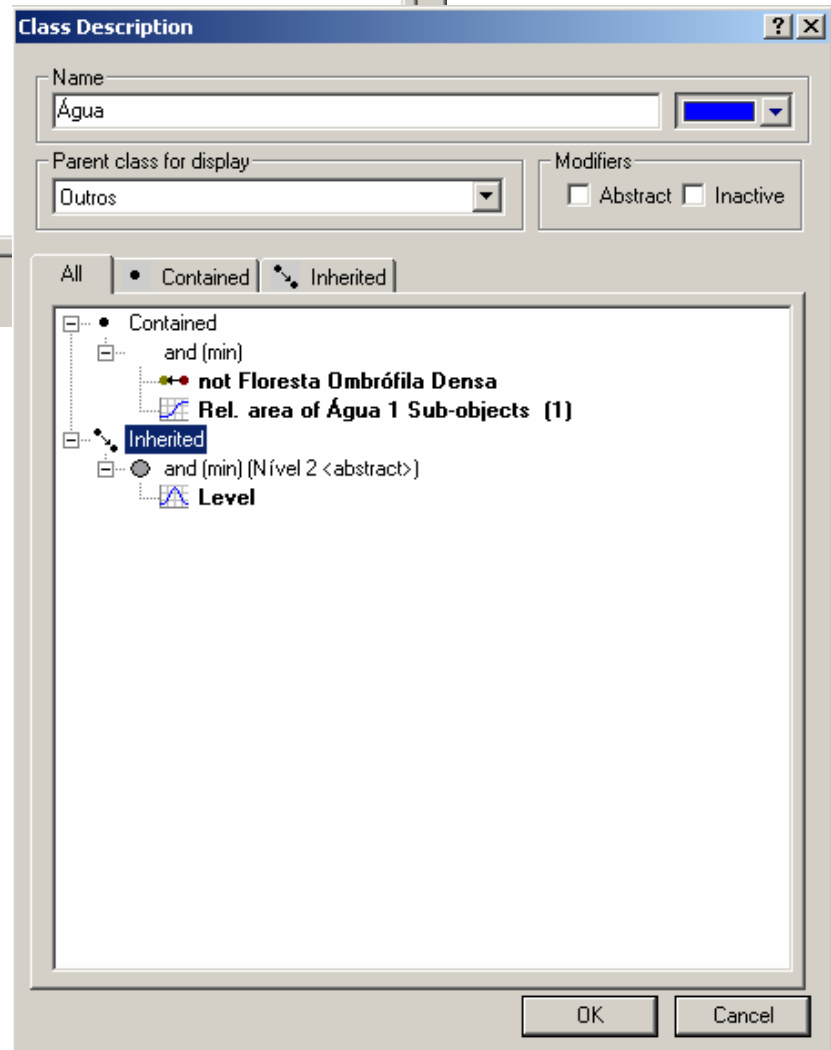 Class Description
Name
Água
Parent class for display
Modifiers
Outros
Abstract
Inactive
All
Contained
Inherited
Contained
and (min)
not Floresta Ombrófila Densa
Rel. area of Água 1 Sub-objects (1)
Inherited
and (min) (Nível 2 <abstract>)
Level
OK
Cancel